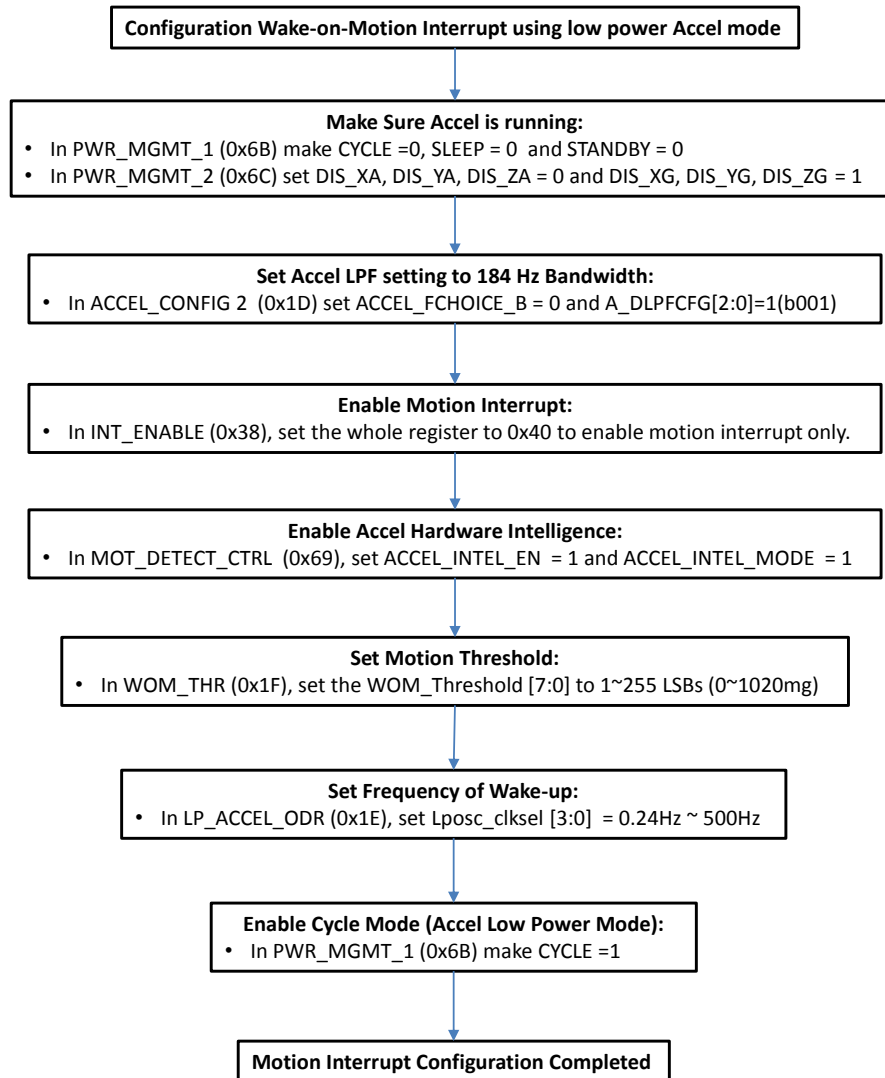 Configuration Wake-on-Motion Interrupt using low power Accel mode
Make Sure Accel is running:
• In PWR_MGMT_1 (0x6B) make CYCLE =0, SLEEP = 0 and STANDBY = 0
• In PWR_MGMT_2 (0x6C) set DIS_XA, DIS_YA, DIS_ZA = 0 and DIS_XG, DIS_YG, DIS_ZG = 1
Set Accel LPF setting to 184 Hz Bandwidth:
• In ACCEL_CONFIG 2 (0x1D) set ACCEL_FCHOICE_B = 0 and A_DLPFCFG[2:0]=1(b001)
Enable Motion Interrupt:
• In INT_ENABLE (0x38), set the whole register to 0x40 to enable motion interrupt only.
Enable Accel Hardware Intelligence:
• In MOT_DETECT_CTRL (0x69), set ACCEL_INTEL_EN = 1 and ACCEL_INTEL_MODE = 1
Set Motion Threshold:
• In WOM_THR (0x1F), set the WOM_Threshold [7:0] to 1~255 LSBs (0~1020mg)
Set Frequency of Wake-up:
• In LP_ACCEL_ODR (0x1E), set Lposc_clksel [3:0] = 0.24Hz ~ 500Hz
Enable Cycle Mode (Accel Low Power Mode):
• In PWR_MGMT_1 (0x6B) make CYCLE =1
Motion Interrupt Configuration Completed